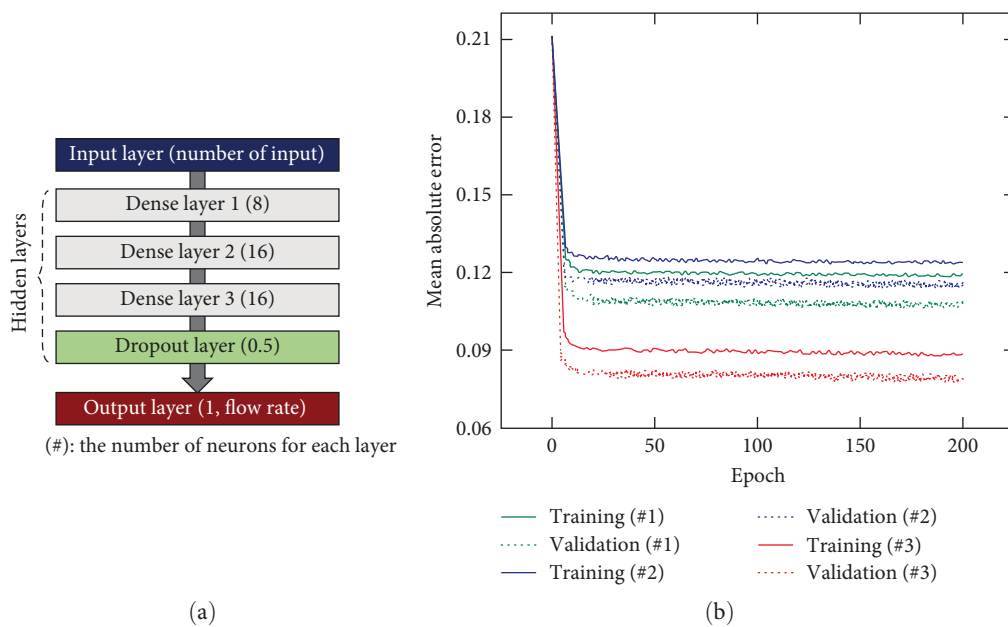 Input layer (number of input)
Dense layer 1 (8)
Dense layer 2 (16)
Dense layer 3 (16)
Dropout layer (0.5)
Hidden layers
Output layer (1, flow rate)
(#): the number of neurons for each layer
(a)
Mean absolute error
0.21
0.18
0.15
0.12
0.09
0.06
0 50 100 150 200
Epoch
Training (#1)
Validation (#1)
Training (#2)
Validation (#2)
Training (#3)
Validation (#3)
(b)